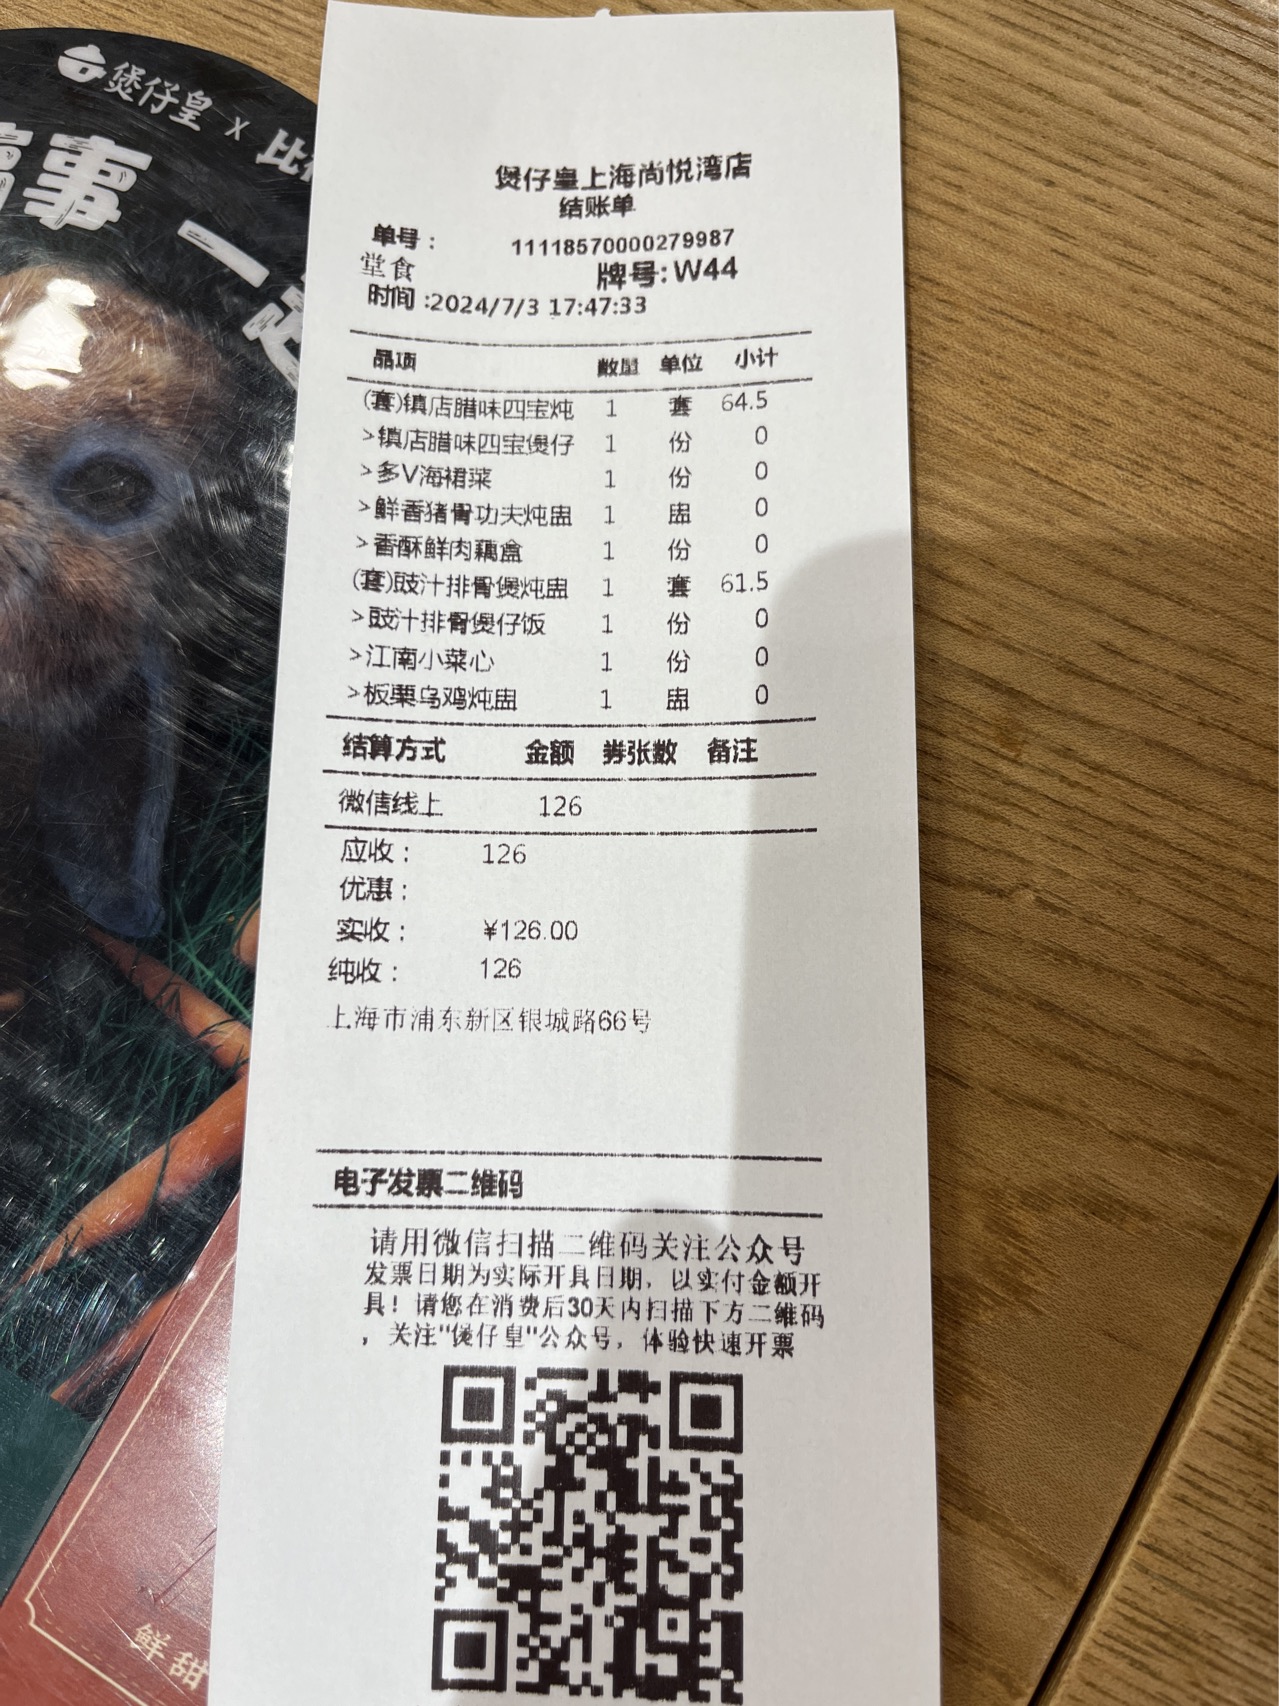 煲仔皇 x 比
事 一
煲仔皇上海尚悦湾店
结账单
单号： 11118570000279987
堂食 牌号:W44
时间:2024/7/3 17:47:33
品项 数量 单位 小计
(套)镇店腊味四宝炖 1 套 64.5
>镇店腊味四宝煲仔 1 份 0
>多V海裙菜 1 份 0
>鲜香猪骨功夫炖盅 1 盅 0
>香酥鲜肉藕盒 1 份 0
(套)豉汁排骨煲炖盅 1 套 61.5
>豉汁排骨煲仔饭 1 份 0
>江南小菜心 1 份 0
>板栗乌鸡炖盅 1 盅 0
结算方式 金额 券张数 备注
微信线上 126
应收： 126
优惠：
实收： ¥126.00
纯收： 126
上海市浦东新区银城路66号
电子发票二维码
请用微信扫描二维码关注公众号
发票日期为实际开具日期，以实付金额开
具！请您在消费后30天内扫描下方二维码
，关注"煲仔皇"公众号，体验快速开票
鲜甜